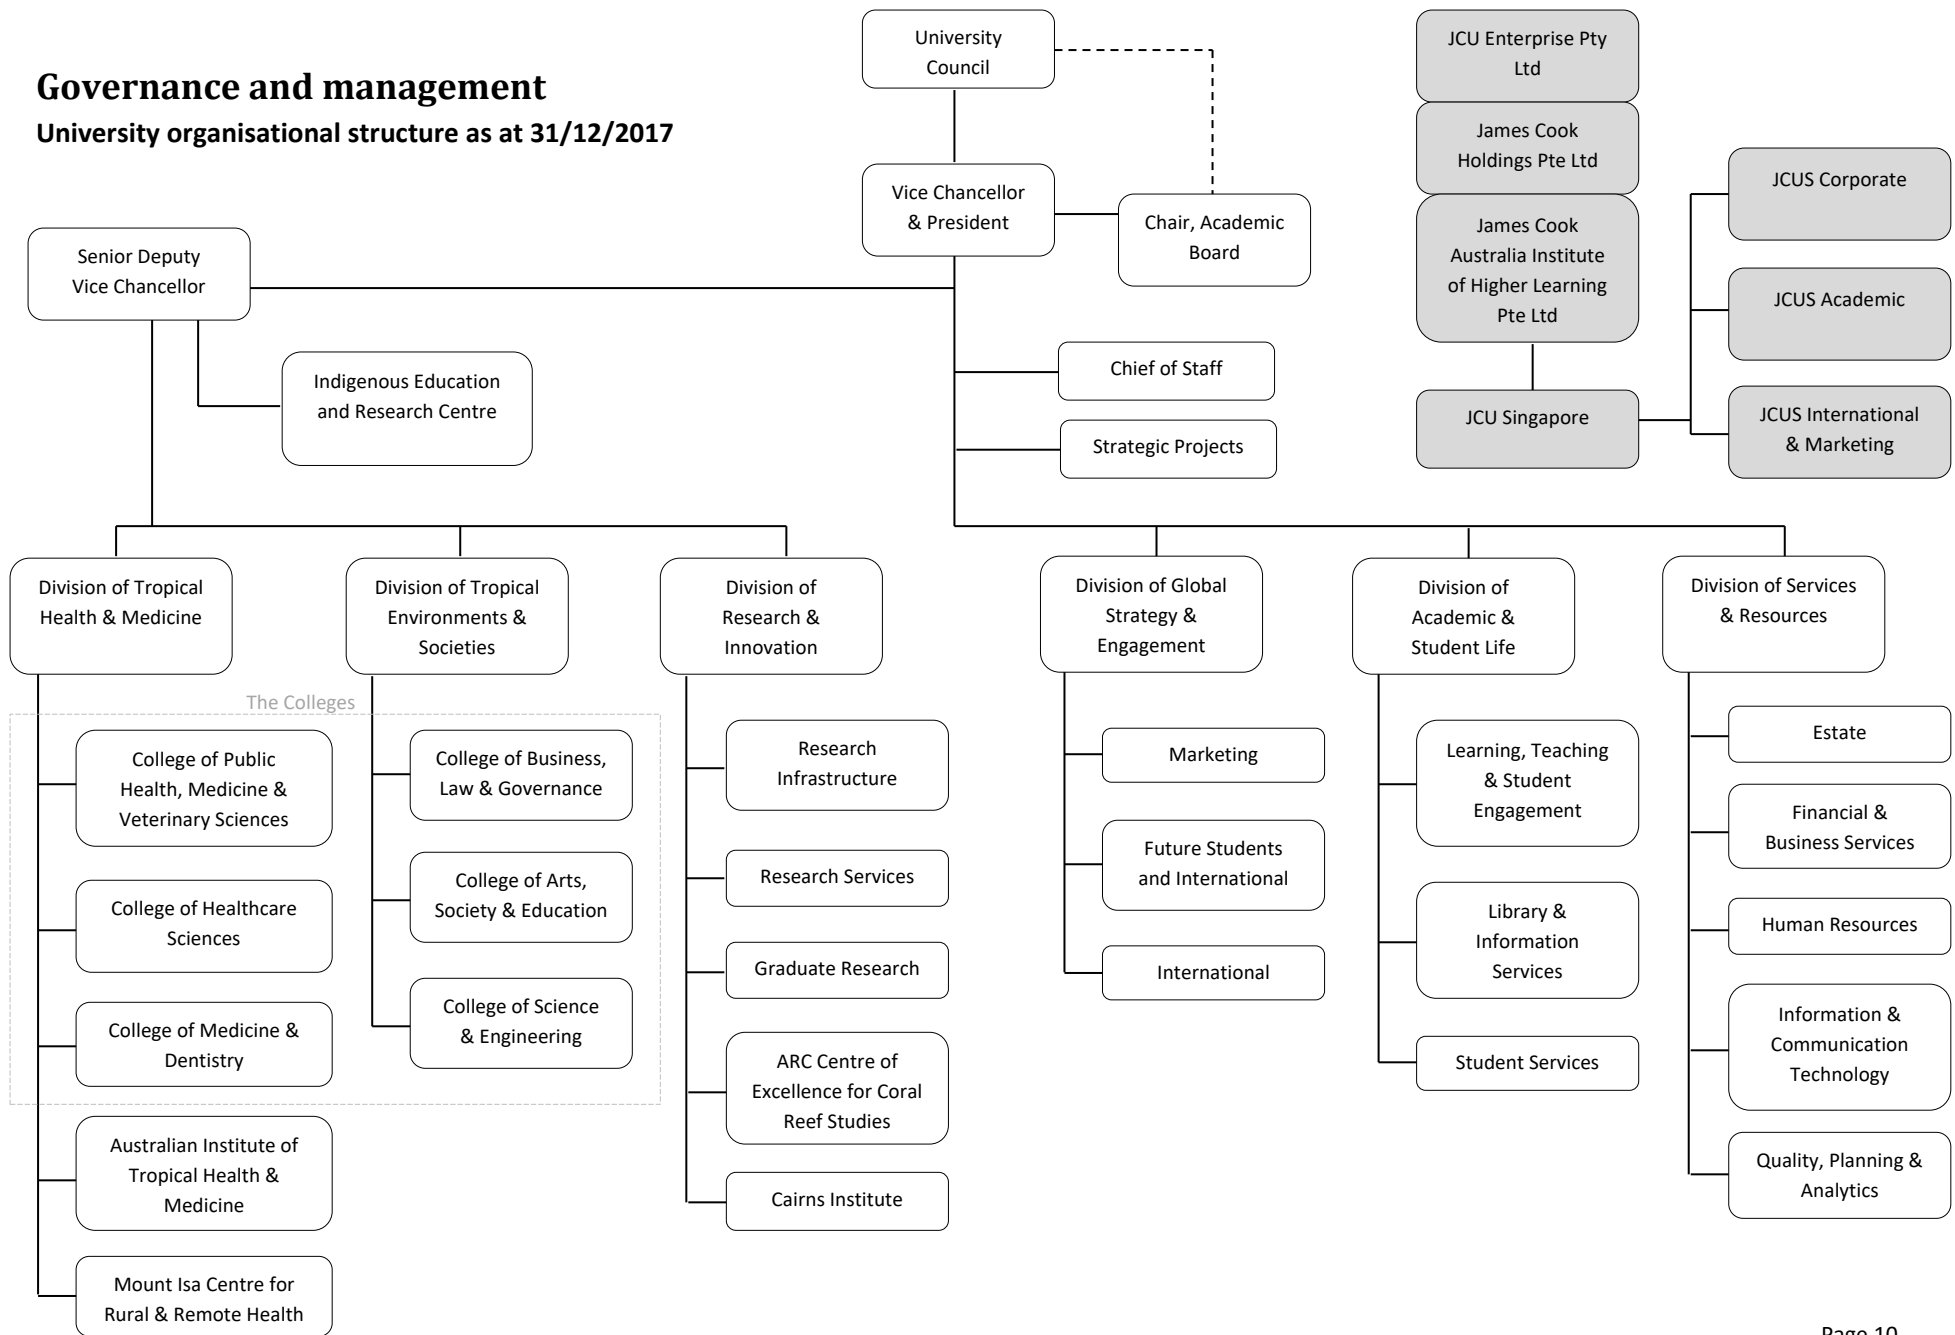 Governance and management
University organisational structure as at 31/12/2017
University
Council
Vice Chancellor
& President
Chair, Academic
Board
JCU Enterprise Pty
Ltd
James Cook
Holdings Pte Ltd
James Cook
Australia Institute
of Higher Learning
Pte Ltd
JCU Singapore
JCUS Corporate
JCUS Academic
JCUS International
& Marketing
Senior Deputy
Vice Chancellor
Indigenous Education
and Research Centre
Chief of Staff
Strategic Projects
Division of Tropical
Health & Medicine
Division of Tropical
Environments &
Societies
Division of
Research &
Innovation
Division of Global
Strategy &
Engagement
Division of
Academic &
Student Life
Division of Services
& Resources
The Colleges
College of Public
Health, Medicine &
Veterinary Sciences
College of Healthcare
Sciences
College of Medicine &
Dentistry
Australian Institute of
Tropical Health &
Medicine
Mount Isa Centre for
Rural & Remote Health
College of Business,
Law & Governance
College of Arts,
Society & Education
College of Science
& Engineering
Research
Infrastructure
Research Services
Graduate Research
ARC Centre of
Excellence for Coral
Reef Studies
Cairns Institute
Marketing
Future Students
and International
International
Learning, Teaching
& Student
Engagement
Library &
Information
Services
Student Services
Estate
Financial &
Business Services
Human Resources
Information &
Communication
Technology
Quality, Planning &
Analytics
Page 10